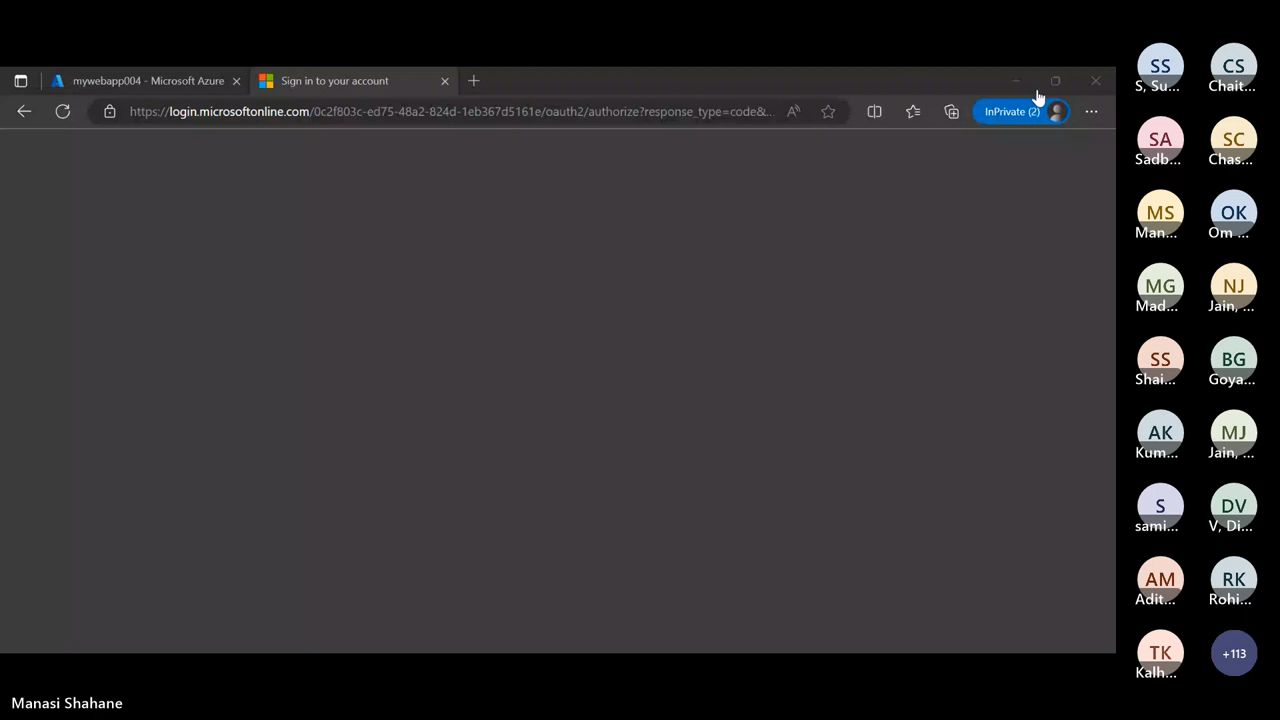 mywebapp004 - Microsoft Azure
Sign in to your account
https://login.microsoftonline.com/0c2f803c-ed75-48a2-824d-1eb367d5161e/oauth2/authorize?response_type=code&...
InPrivate (2)
SS
S, Su...
CS
Chait...
SA
Sadb...
SC
Chas...
MS
Man...
OK
Om ...
MG
Mad...
NJ
Jain, ...
SS
Shai...
BG
Goya...
AK
Kum...
MJ
Jain, ...
S
sami...
DV
V, Di...
AM
Adit...
RK
Rohi...
TK
Kalh...
+113
Manasi Shahane